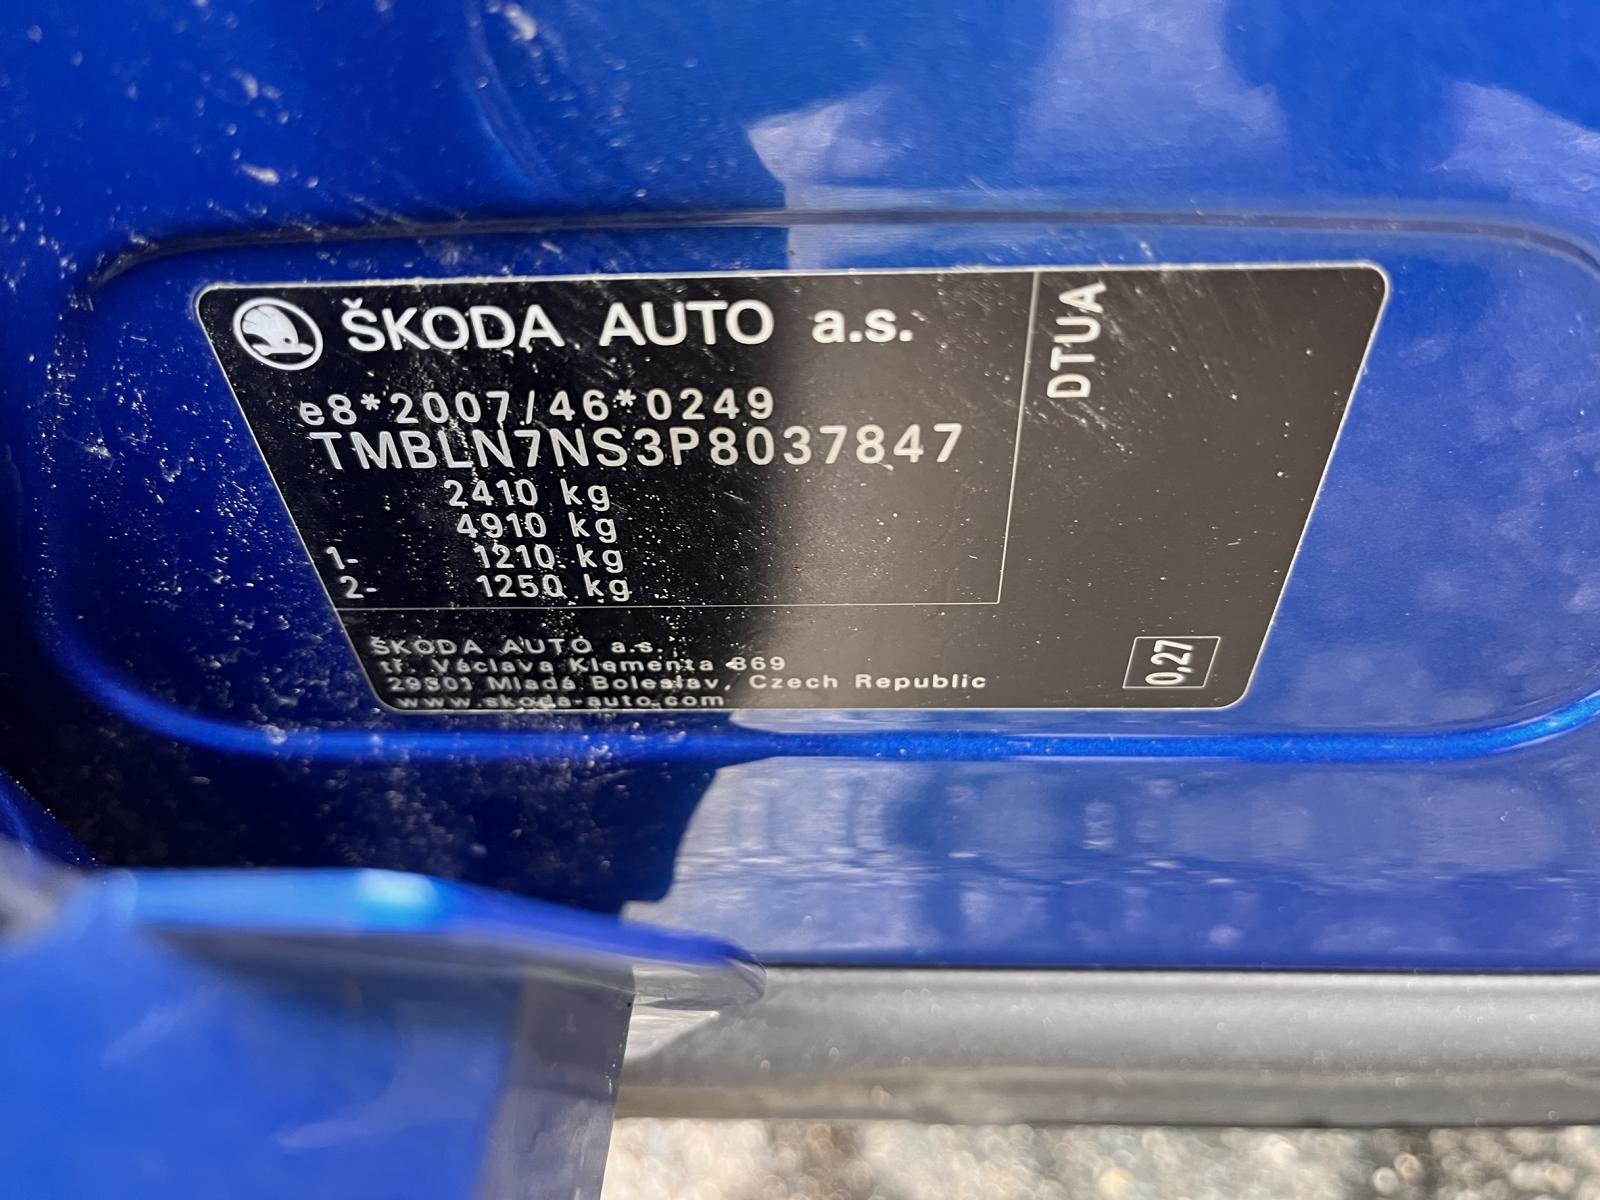 ŠKODA AUTO a.s.
DTUA
e8*2007/46*0249
TMBLN7NS3P8037847
2410 kg
4910 kg
1- 1210 kg
2- 1250 kg
ŠKODA AUTO a.s.
tř. Václava Klementa 869
29301 Mladá Boleslav, Czech Republic
www.skoda-auto.com
0,27